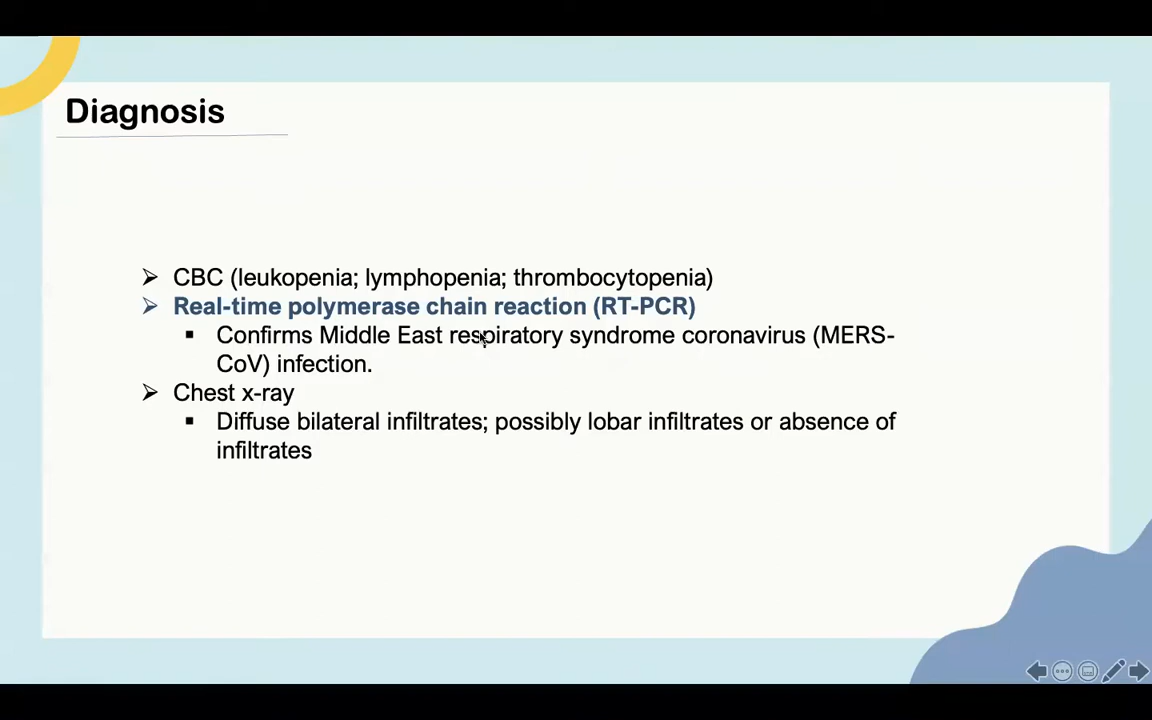 Diagnosis
CBC (leukopenia; lymphopenia; thrombocytopenia)
Real-time polymerase chain reaction (RT-PCR)
Confirms Middle East respiratory syndrome coronavirus (MERS-
CoV) infection.
Chest x-ray
Diffuse bilateral infiltrates; possibly lobar infiltrates or absence of
infiltrates